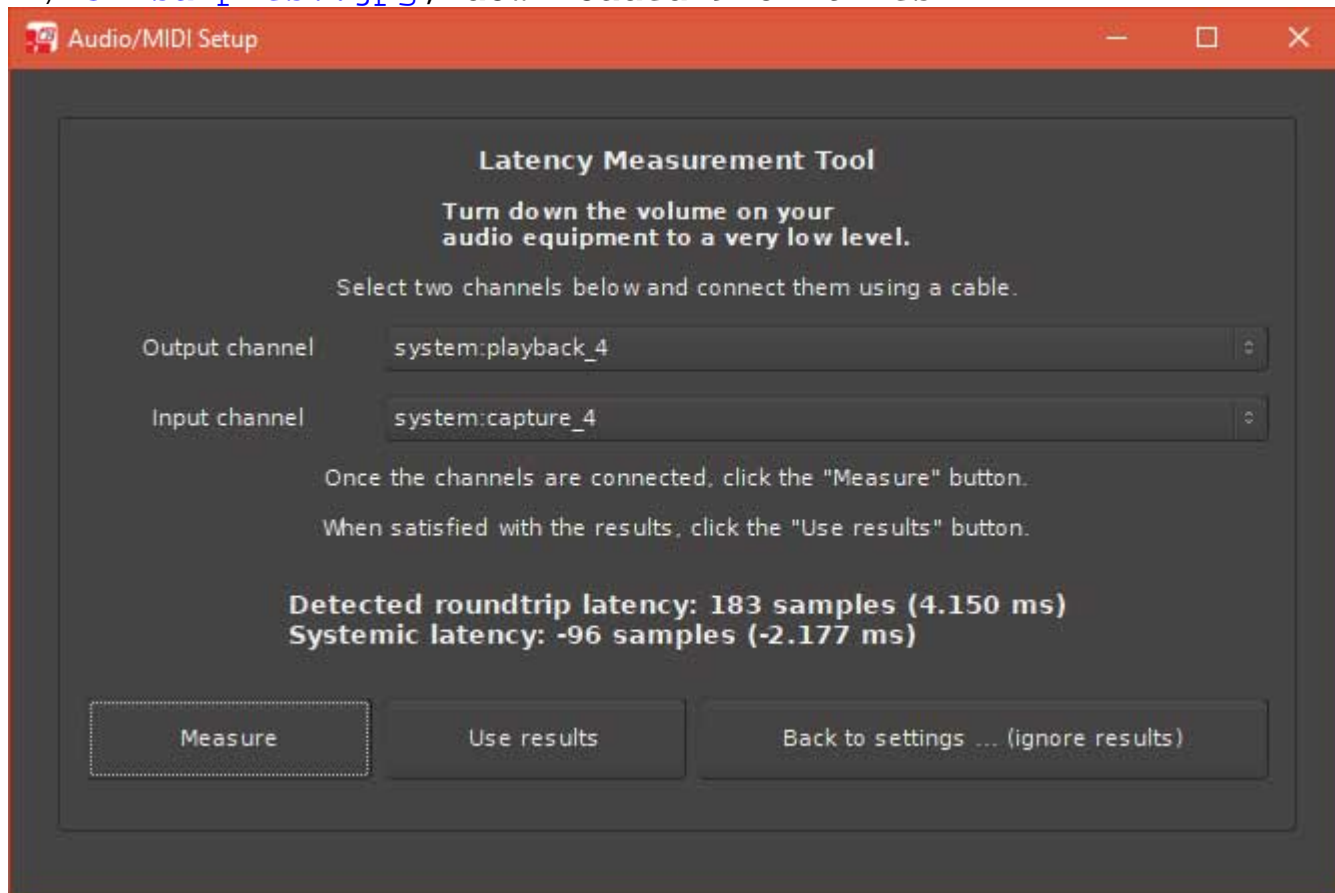 Audio/MIDI Setup
Latency Measurement Tool
Turn down the volume on your
audio equipment to a very low level.
Select two channels below and connect them using a cable.
Output channel system:playback_4
Input channel system:capture_4
Once the channels are connected, click the "Measure" button.
When satisfied with the results, click the "Use results" button.
Detected roundtrip latency: 183 samples (4.150 ms)
Systemic latency: -96 samples (-2.177 ms)
Measure Use results Back to settings ... (ignore results)